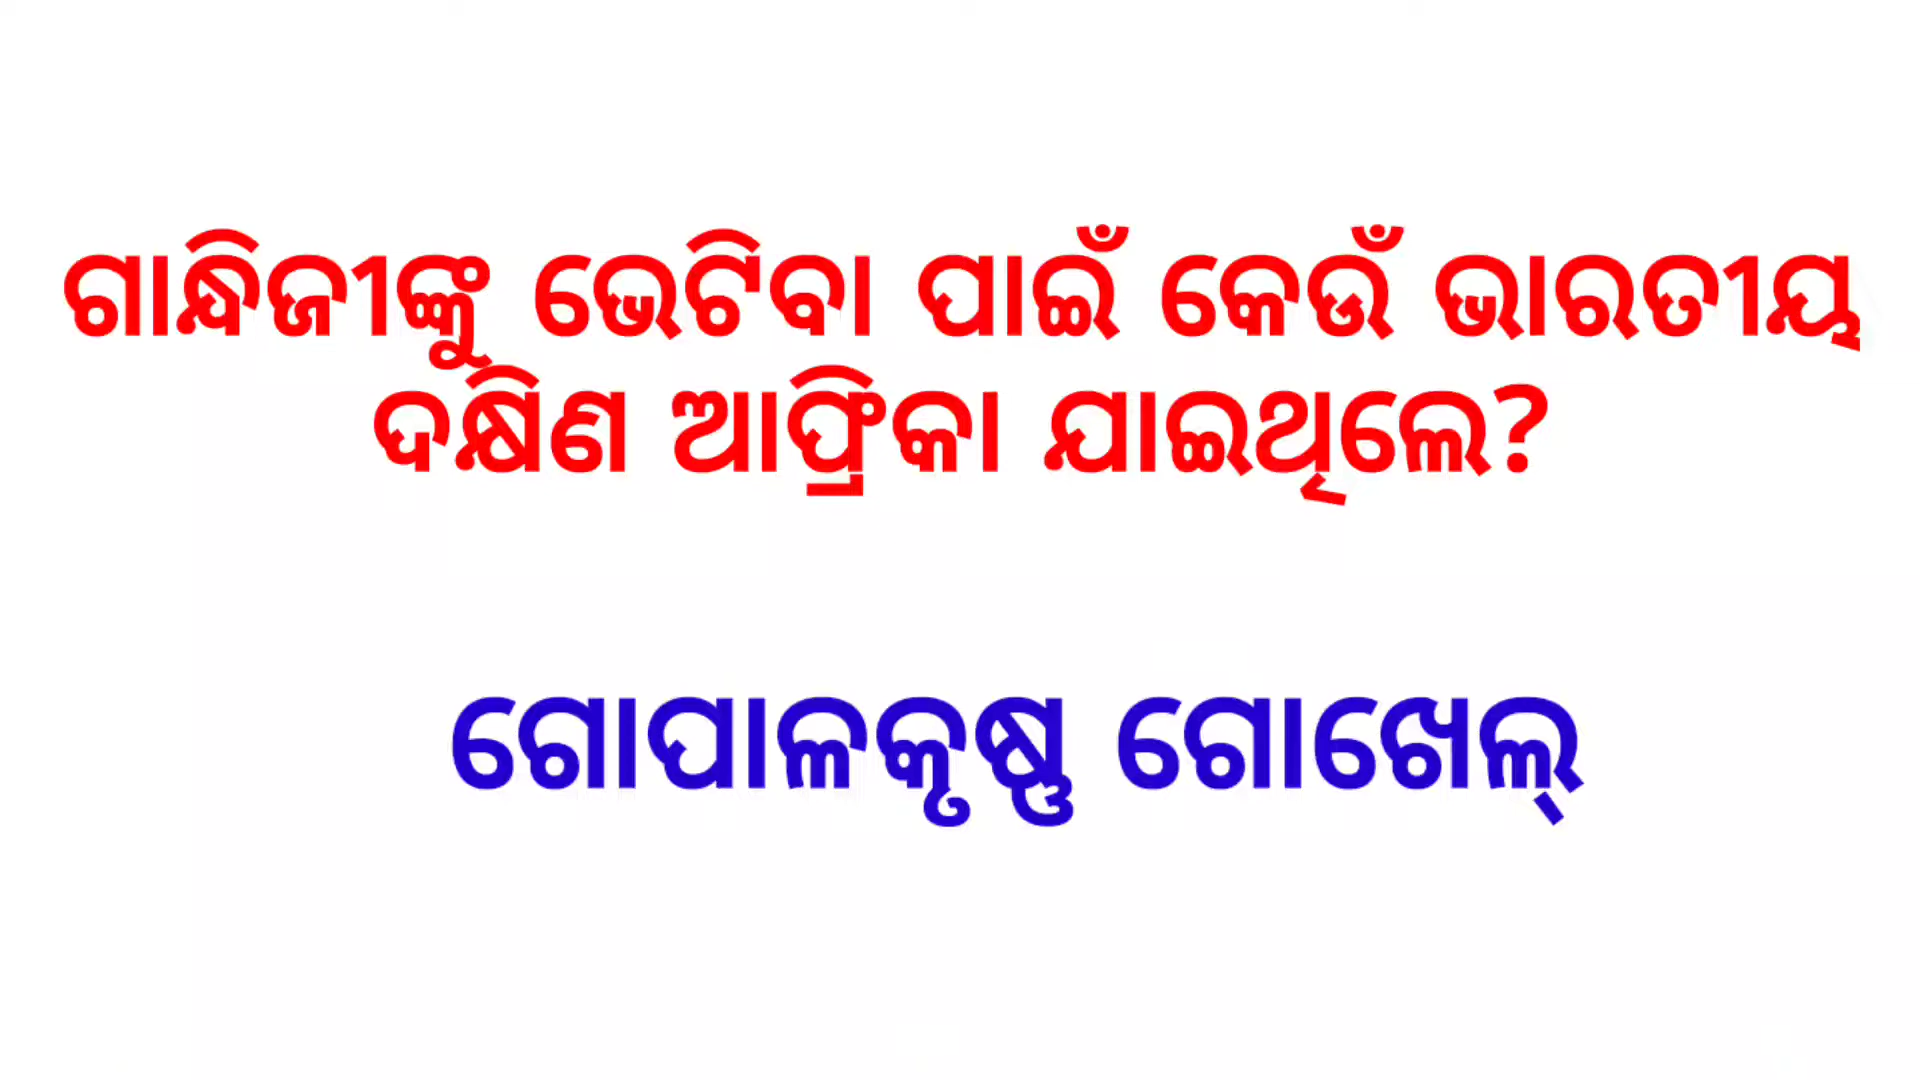 ଗାନ୍ଧିଜୀଙ୍କୁ ଭେଟିବା ପାଇଁ କେଉଁ ଭାରତୀୟ
ଦକ୍ଷିଣ ଆଫ୍ରିକା ଯାଇଥିଲେ?
ଗୋପାଳକୃଷ୍ଣ ଗୋଖେଲ୍